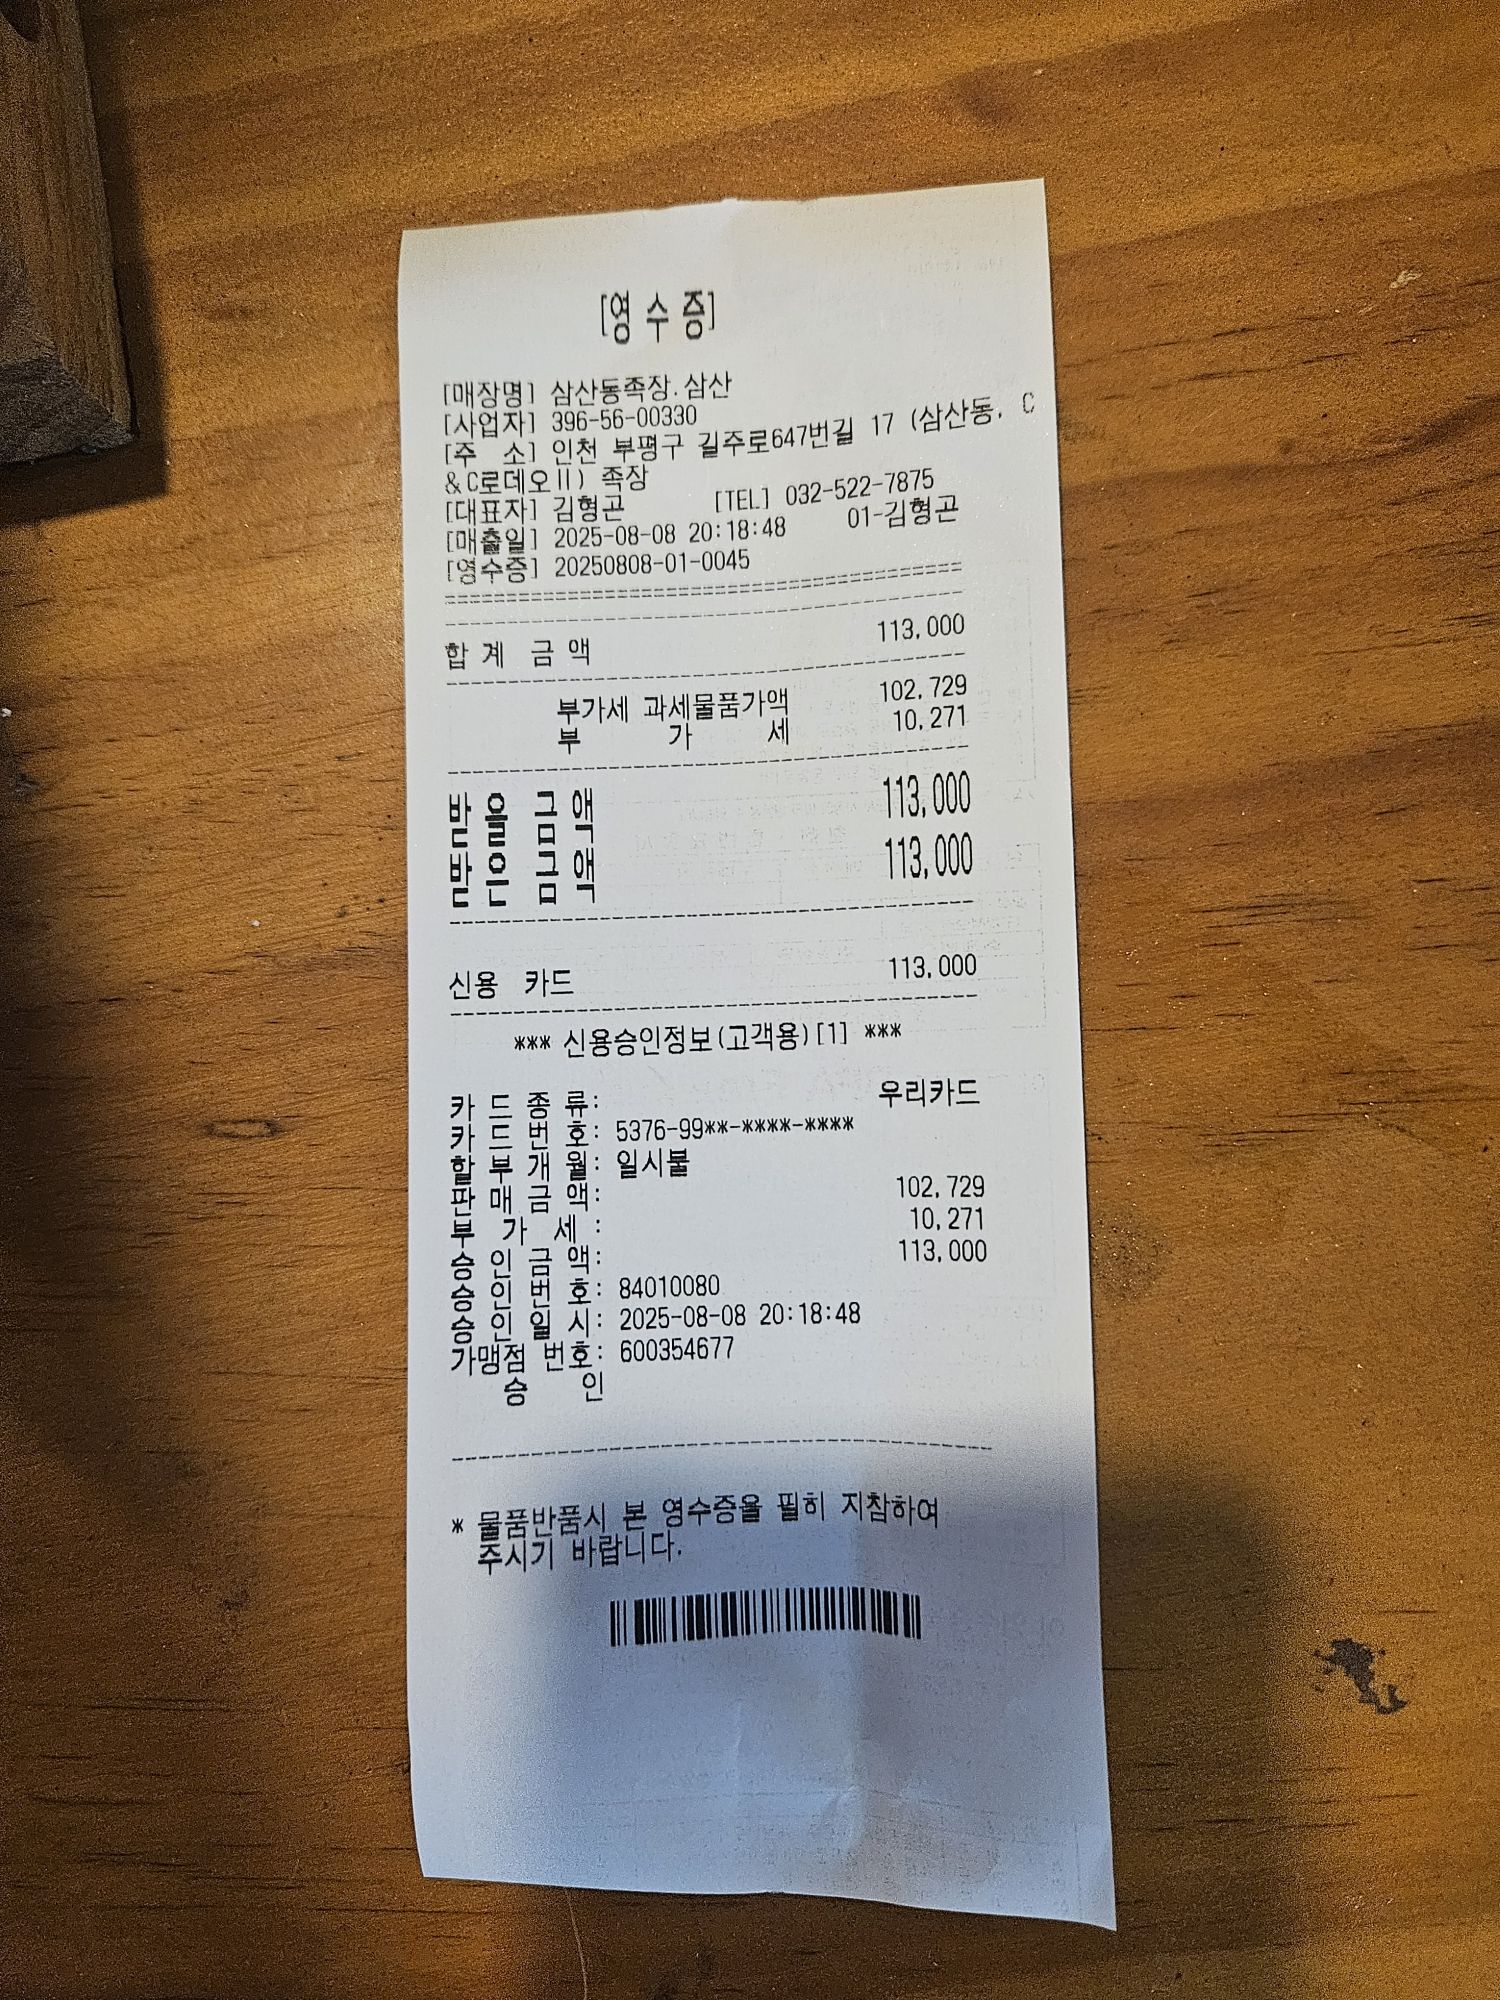 [영 수 증]
[매장명] 삼산동족장.삼산
[사업자] 396-56-00330
[주 소] 인천 부평구 길주로647번길 17 (삼산동, C
&C로데오II) 족장
[대표자] 김형곤 [TEL] 032-522-7875
[매출일] 2025-08-08 20:18:48 01-김형곤
[영수증] 20250808-01-0045
합 계 금 액 113,000
부가세 과세물품가액 102,729
부 가 세 10,271
받 을 금 액 113,000
받 은 금 액 113,000
신용 카드 113,000
*** 신용승인정보(고객용)[1] ***
카 드 종 류: 우리카드
카 드 번 호: 5376-99**-****-****
할 부 개 월: 일시불
판 매 금 액: 102,729
부 가 세 : 10,271
승 인 금 액: 113,000
승 인 번 호: 84010080
승 인 일 시: 2025-08-08 20:18:48
가맹점 번호: 600354677
승 인
* 물품반품시 본 영수증을 필히 지참하여
주시기 바랍니다.